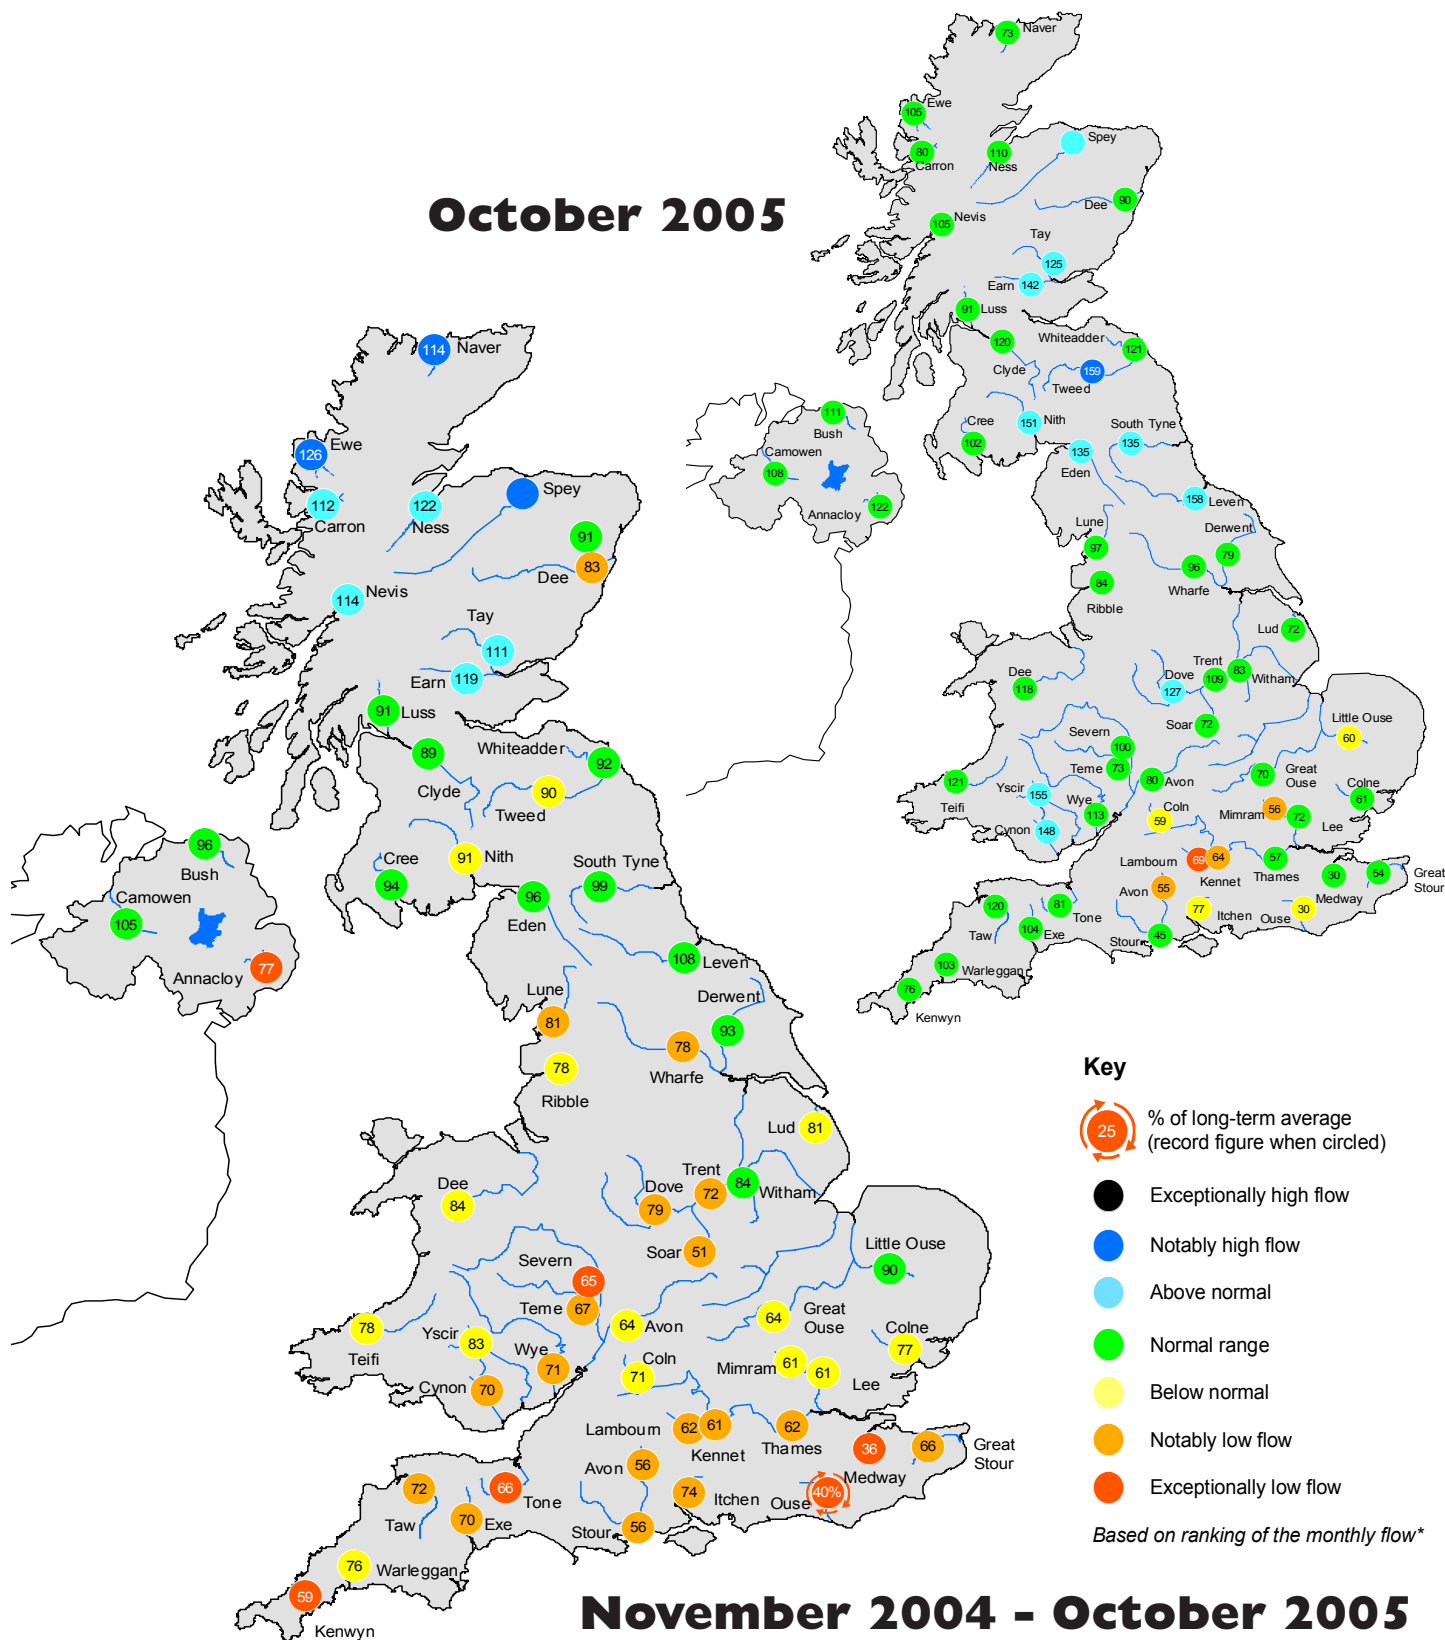 October 2005
73 Naver
105 Ewe
80 Carron
110 Ness
Spey
Dee 90
105 Nevis
Tay 125
Earn 142
91 Luss
120 Clyde
Whiteadder 121
159 Tweed
151 Nith
Cree 102
South Tyne 135
135 Eden
111 Bush
Camowen 108
Annacloy 122
158 Leven
Lune 97
Derwent 79
96 Wharfe
84 Ribble
Lud 72
Dee 118
Trent 109
83 Witham
Dove 127
Soar 72
Little Ouse 60
Severn 100
Teme 73
80 Avon
70 Great Ouse
Colne 61
121 Teifi
Yscir 155
Wye 113
Cynon 148
Coln 59
Mimram 56
72 Lee
Lambourn 69
64 Kennet
57 Thames
30 Medway
54 Great Stour
Avon 55
77 Itchen
Ouse 30
Stour 45
120 Taw
81 Tone
104 Exe
103 Warleggan
76 Kenwyn
114 Naver
126 Ewe
112 Carron
122 Ness
Spey
91
Dee 83
114 Nevis
Tay 111
Earn 119
91 Luss
89 Clyde
Whiteadder 92
90 Tweed
91 Nith
Cree 94
South Tyne 99
96 Eden
96 Bush
Camowen 105
Annacloy 77
108 Leven
Lune 81
Derwent 93
78 Wharfe
78 Ribble
Lud 81
Dee 84
Trent 72
84 Witham
Dove 79
Soar 51
Little Ouse 90
Severn 65
Teme 67
64 Avon
64 Great Ouse
Colne 77
78 Teifi
Yscir 83
Wye 71
Cynon 70
Coln 71
Mimram 61
61 Lee
Lambourn 62
61 Kennet
62 Thames
36 Medway
66 Great Stour
Avon 56
74 Itchen
Ouse 40%
Stour 56
72 Taw
66 Tone
70 Exe
76 Warleggan
59 Kenwyn
Key
25 % of long-term average
(record figure when circled)
Exceptionally high flow
Notably high flow
Above normal
Normal range
Below normal
Notably low flow
Exceptionally low flow
Based on ranking of the monthly flow*
November 2004 - October 2005